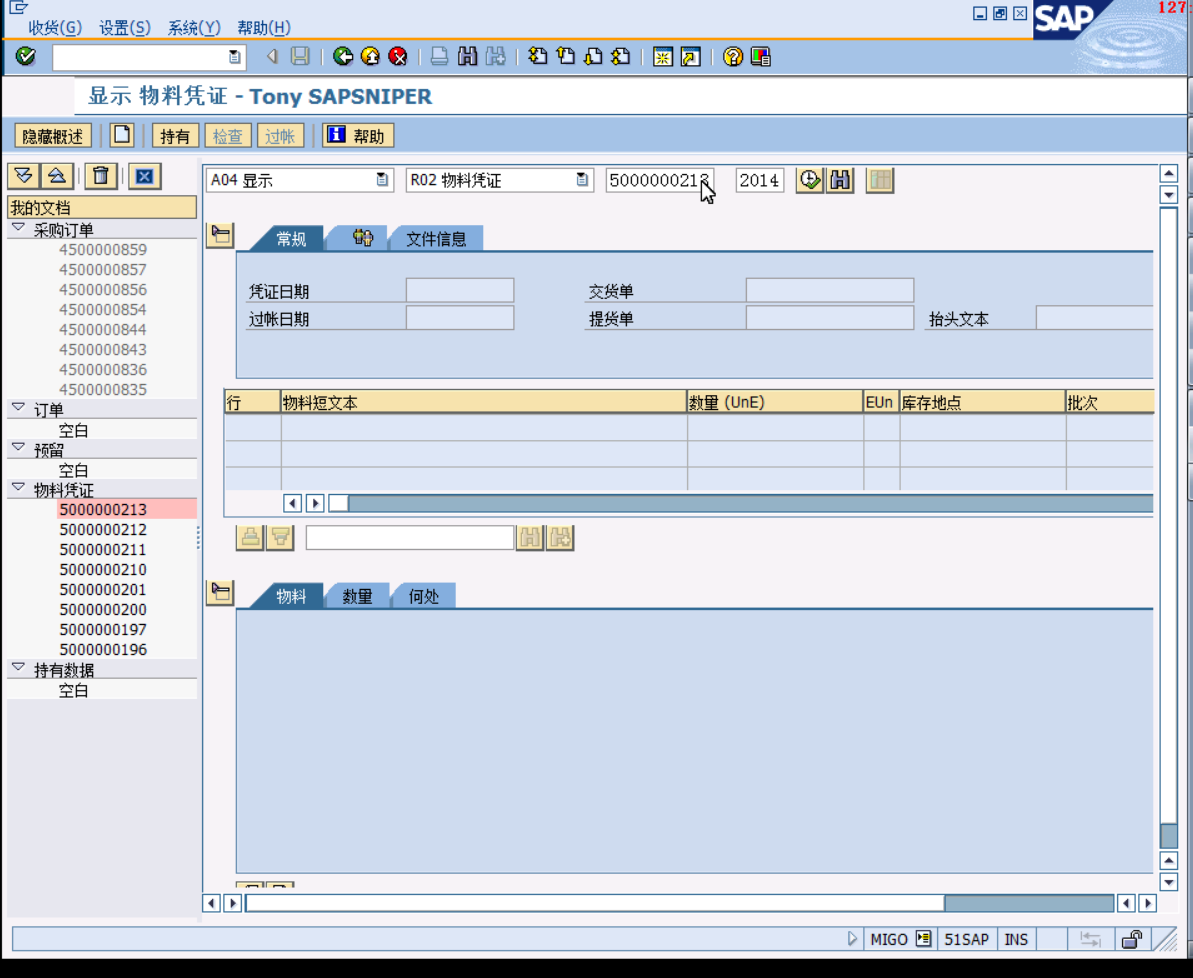 127
收货(G) 设置(S) 系统(Y) 帮助(H)
SAP
显示 物料凭证 - Tony SAPSNIPER
隐藏概述 持有 检查 过帐 帮助
A04 显示 R02 物料凭证 5000000213 2014
我的文档
采购订单
4500000859
4500000857
4500000856
4500000854
4500000844
4500000843
4500000836
4500000835
订单
空白
预留
空白
物料凭证
5000000213
5000000212
5000000211
5000000210
5000000201
5000000200
5000000197
5000000196
持有数据
空白
常规 文件信息
凭证日期 交货单
过帐日期 提货单 抬头文本
行 物料短文本 数量 (UnE) EUn 库存地点 批次
物料 数量 何处
MIGO 51SAP INS